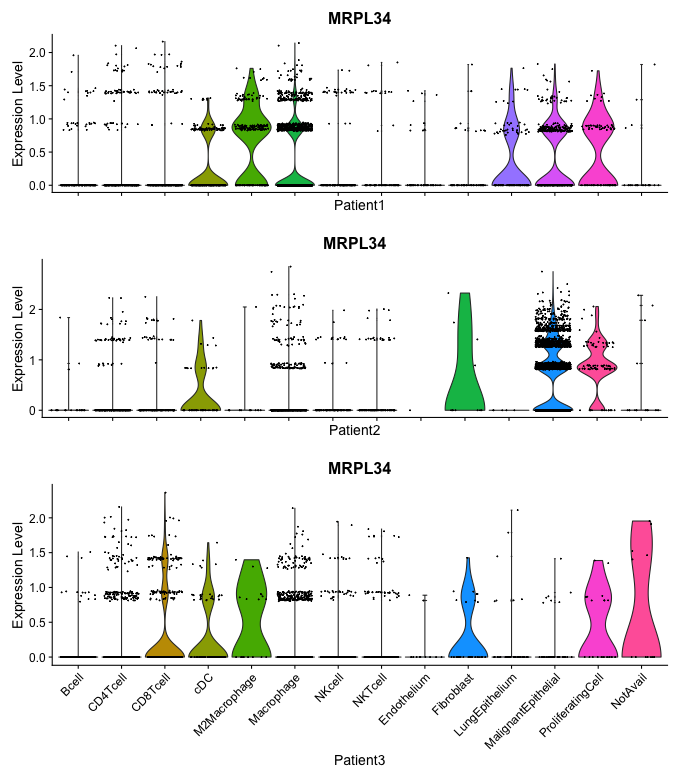 MRPL34
Expression Level
2.0
1.5
1.0
0.5
0.0
Patient1
MRPL34
Expression Level
2
1
0
Patient2
MRPL34
Expression Level
2.0
1.5
1.0
0.5
0.0
Bcell
CD4Tcell
CD8Tcell
cDC
M2Macrophage
Macrophage
NKcell
NKTcell
Endothelium
Fibroblast
LungEpithelium
MalignantEpithelial
ProliferatingCell
NotAvail
Patient3